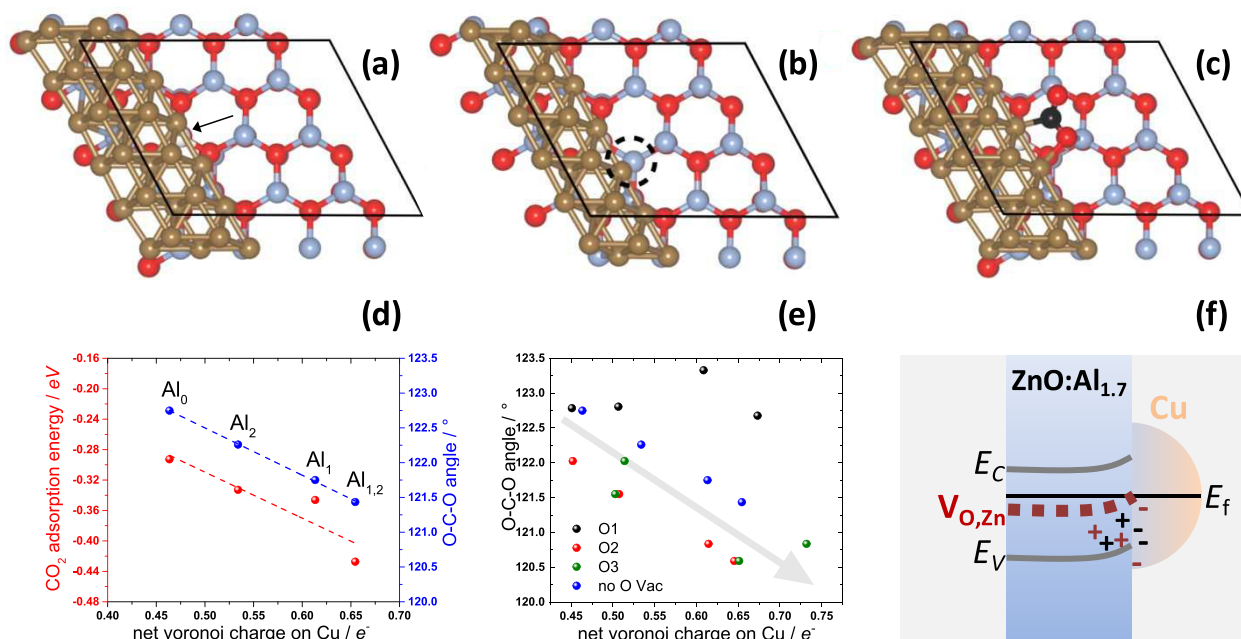 (a)
(b)
(c)
(d)
(e)
(f)
-0.16
-0.20
-0.24
-0.28
-0.32
-0.36
-0.40
-0.44
-0.48
CO2 adsorption energy / eV
Al0
Al2
Al1
Al1,2
123.5
123.0
122.5
122.0
121.5
121.0
120.5
120.0
O-C-O angle / °
0.40 0.45 0.50 0.55 0.60 0.65 0.70
net voronoi charge on Cu / e-
O-C-O angle / °
123.5
123.0
122.5
122.0
121.5
121.0
120.5
120.0
O1
O2
O3
no O Vac
0.45 0.50 0.55 0.60 0.65 0.70 0.75
net voronoi charge on Cu / e-
ZnO:Al1.7
Cu
EC
Ef
VO,Zn
EV
+ + + +
- - - -